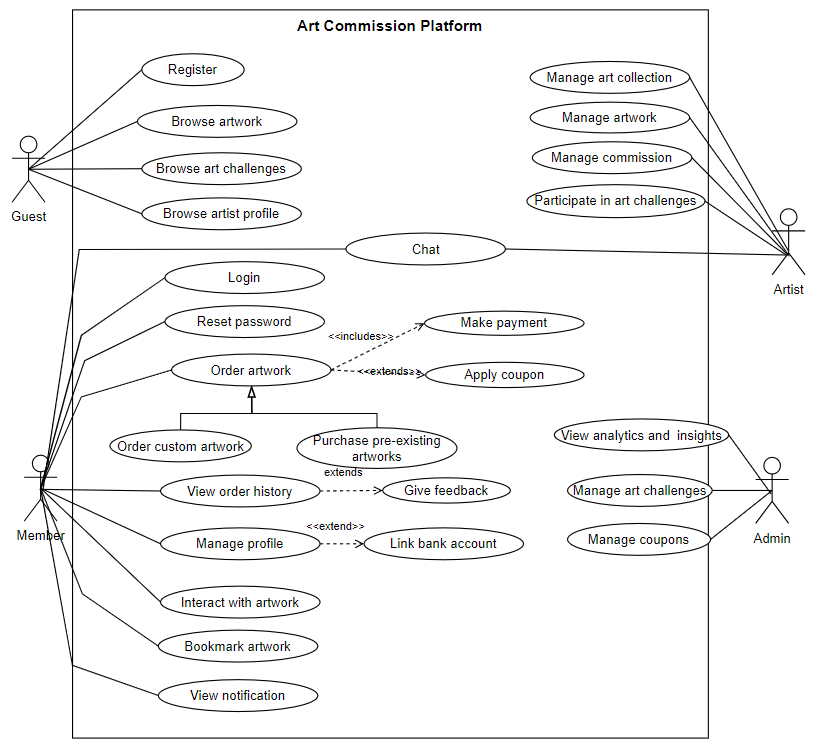 Art Commission Platform
Register
Browse artwork
Browse art challenges
Browse artist profile
Guest
Manage art collection
Manage artwork
Manage commission
Participate in art challenges
Artist
Chat
Login
Reset password
<<includes>>
Make payment
Order artwork
<<extends>>
Apply coupon
Order custom artwork
Purchase pre-existing
artworks
View analytics and  insights
extends
View order history
Give feedback
Manage art challenges
Member
<<extend>>
Manage profile
Link bank account
Manage coupons
Admin
Interact with artwork
Bookmark artwork
View notification